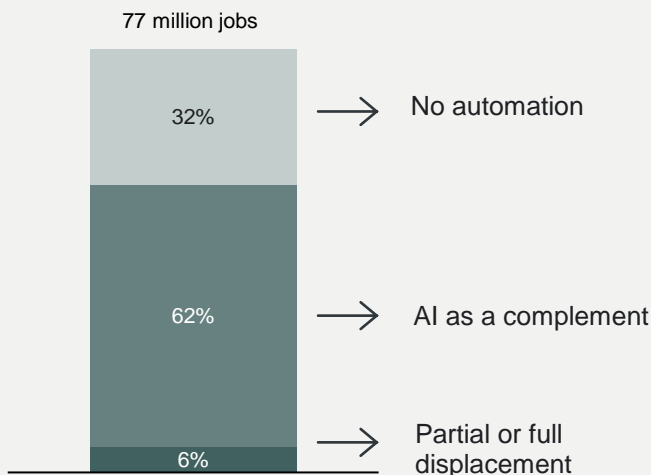 77 million jobs
32%
No automation
62%
AI as a complement
6%
Partial or full
displacement